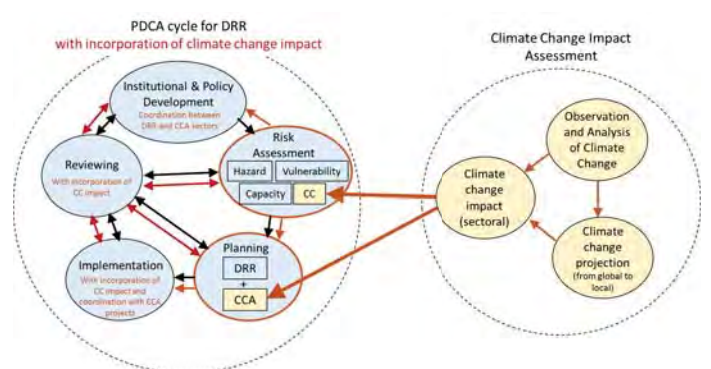 PDCA cycle for DRR
with incorporation of climate change impact
Institutional & Policy
Development
Coordination between
DRR and CCA sectors
Reviewing
With incorporation of
CC impact
Risk
Assessment
Hazard
Vulnerability
Capacity
CC
Implementation
With incorporation of
CC impact and
coordination with CCA
projects
Planning
DRR
+
CCA
Climate Change Impact
Assessment
Observation
and Analysis
of Climate
Change
Climate
change
impact
(sectoral)
Climate
change
projection
(from global to
local)